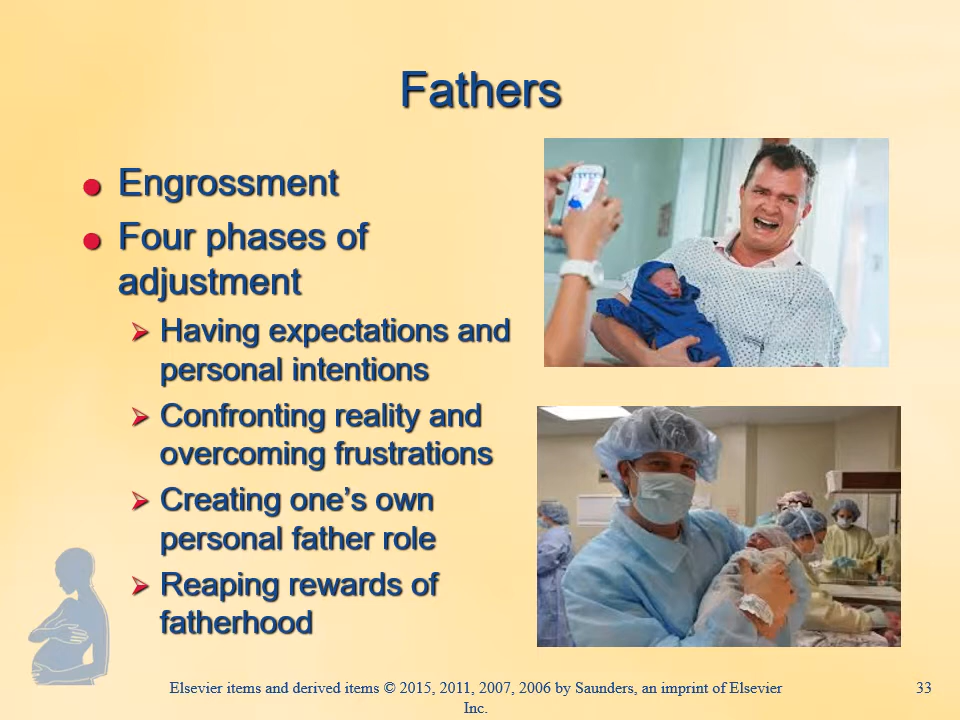 Fathers
Engrossment
Four phases of
adjustment
Having expectations and
personal intentions
Confronting reality and
overcoming frustrations
Creating one’s own
personal father role
Reaping rewards of
fatherhood
Elsevier items and derived items © 2015, 2011, 2007, 2006 by Saunders, an imprint of Elsevier
Inc.
33